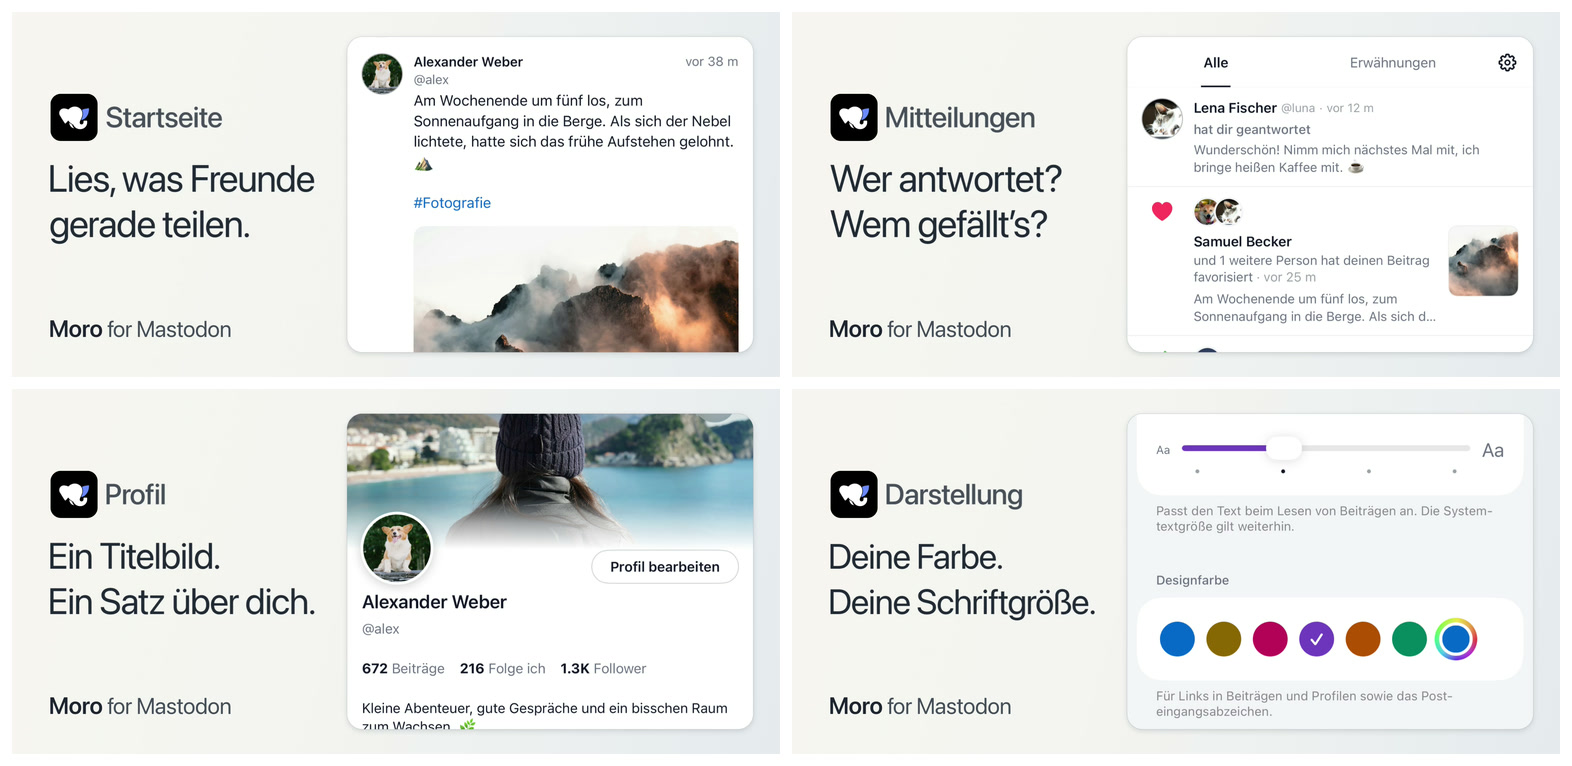 Startseite
Lies, was Freunde
gerade teilen.
Moro for Mastodon
Alexander Weber
vor 38 m
@alex
Am Wochenende um fünf los, zum
Sonnenaufgang in die Berge. Als sich der Nebel
lichtete, hatte sich das frühe Aufstehen gelohnt.
⛰️
#Fotografie
Mitteilungen
Wer antwortet?
Wem gefällt’s?
Moro for Mastodon
Alle
Erwähnungen
Lena Fischer @luna · vor 12 m
hat dir geantwortet
Wunderschön! Nimm mich nächstes Mal mit, ich
bringe heißen Kaffee mit. ☕
Samuel Becker
und 1 weitere Person hat deinen Beitrag
favorisiert · vor 25 m
Am Wochenende um fünf los, zum
Sonnenaufgang in die Berge. Als sich d...
Profil
Ein Titelbild.
Ein Satz über dich.
Moro for Mastodon
Profil bearbeiten
Alexander Weber
@alex
672 Beiträge 216 Folge ich 1.3K Follower
Kleine Abenteuer, gute Gespräche und ein bisschen Raum
zum Wachsen. 🌿
Darstellung
Deine Farbe.
Deine Schriftgröße.
Moro for Mastodon
Aa
Aa
Passt den Text beim Lesen von Beiträgen an. Die System-
textgröße gilt weiterhin.
Designfarbe
Für Links in Beiträgen und Profilen sowie das Post-
eingangsabzeichen.